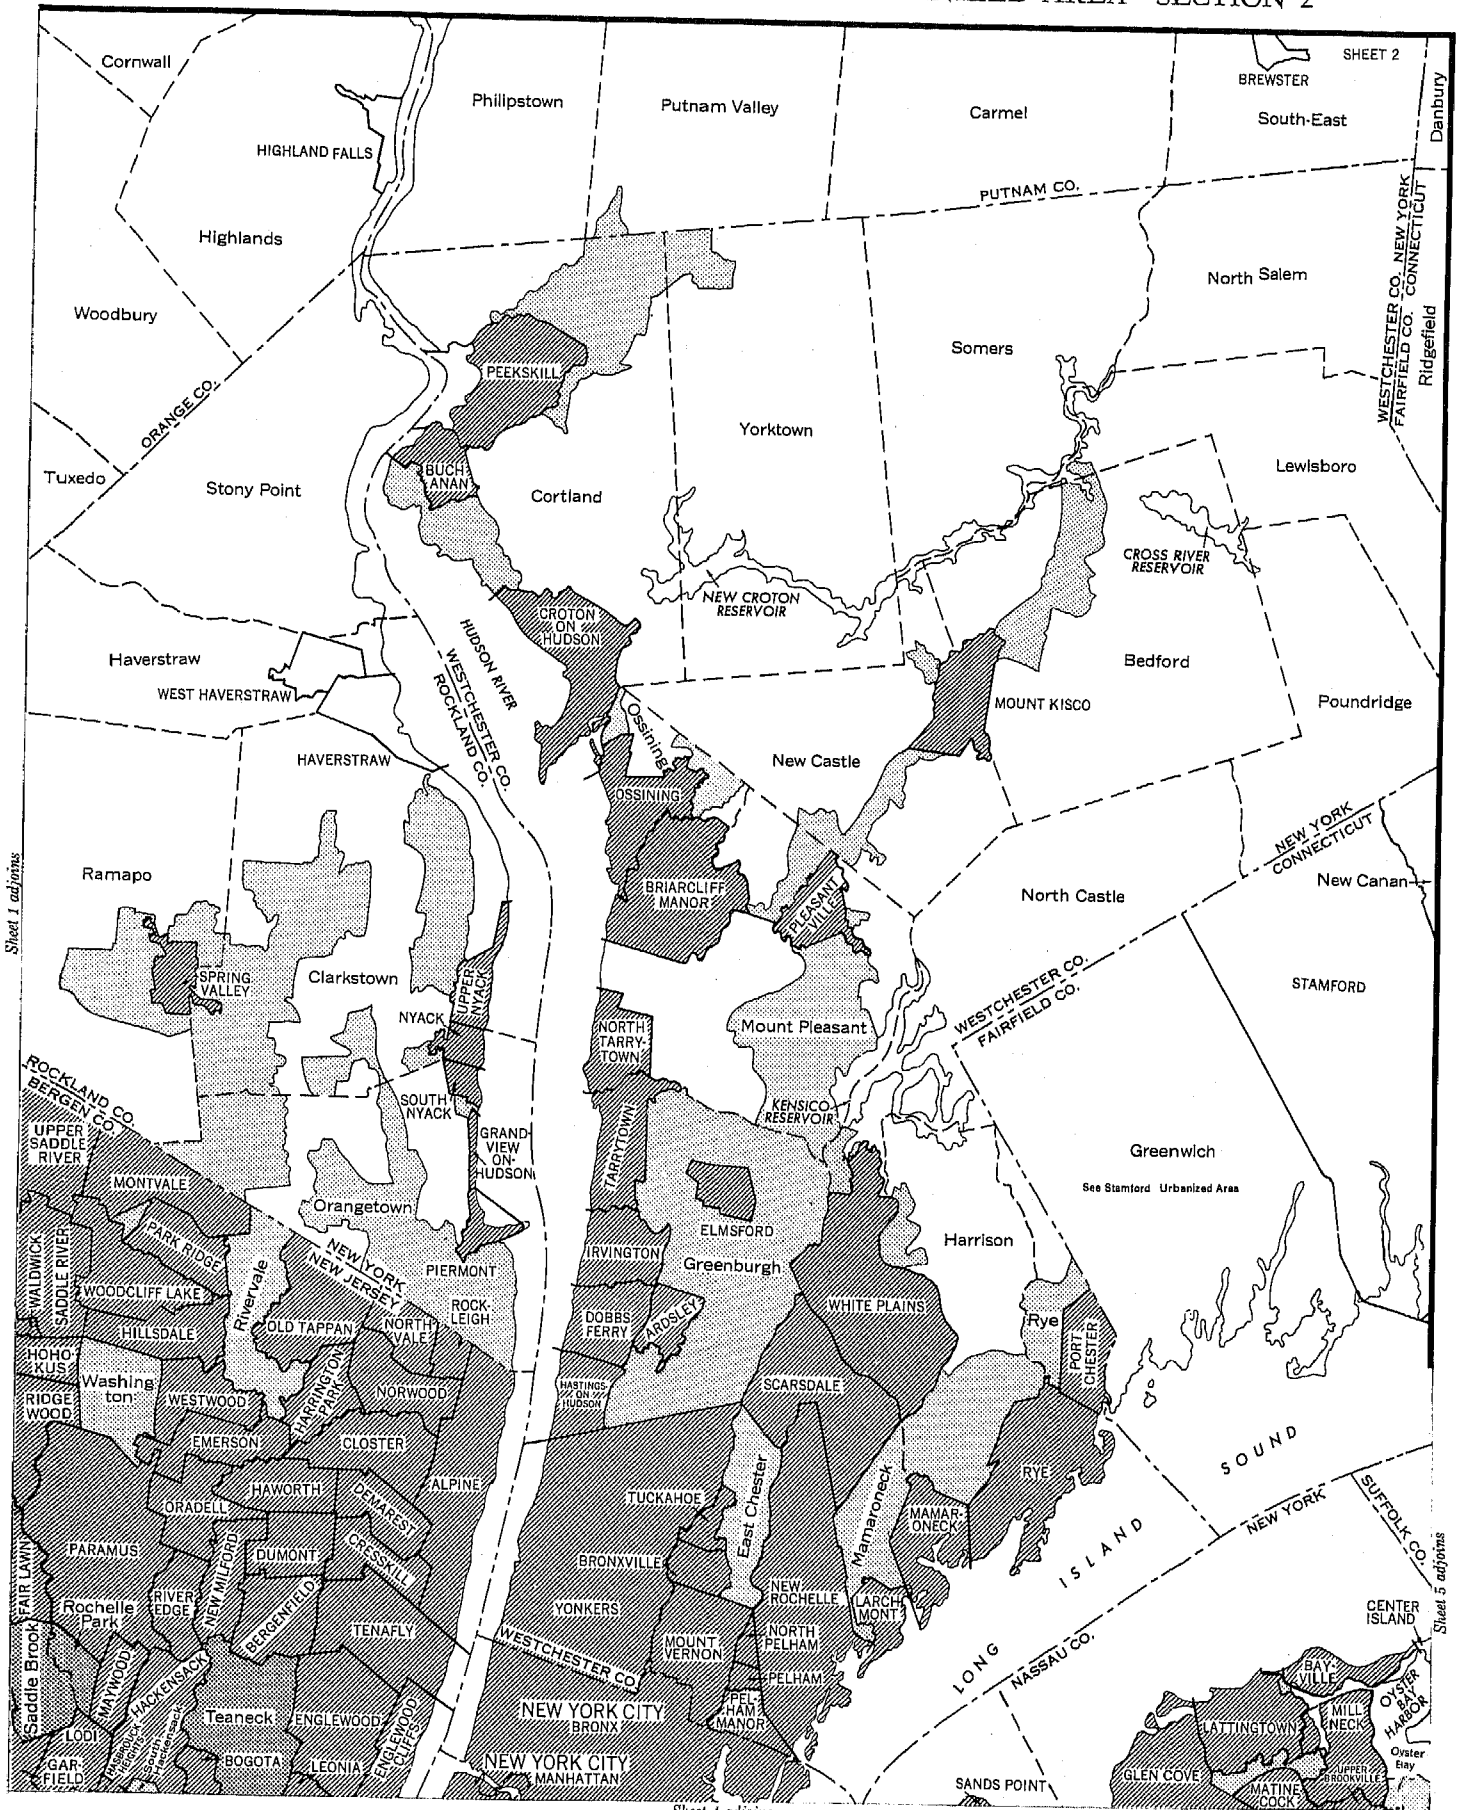 AREA - SECTION 2
SHEET 2
Cornwall
Philipstown
Putnam Valley
Carmel
BREWSTER
South-East
Danbury
HIGHLAND FALLS
PUTNAM CO.
WESTCHESTER CO. NEW YORK
FAIRFIELD CO. CONNECTICUT
Highlands
North Salem
Woodbury
Somers
Ridgefield
PEEKSKILL
ORANGE CO.
Yorktown
Tuxedo
Stony Point
BUCH-
ANAN
Cortland
Lewisboro
CROSS RIVER
RESERVOIR
NEW CROTON
RESERVOIR
CROTON
ON
HUDSON
HUDSON RIVER
WESTCHESTER CO.
ROCKLAND CO.
Haverstraw
WEST HAVERSTRAW
Bedford
MOUNT KISCO
Poundridge
Ossining
HAVERSTRAW
New Castle
OSSINING
NEW YORK
CONNECTICUT
Sheet 1 adjoins
Ramapo
BRIARCLIFF
MANOR
PLEASANT
VILLE
North Castle
New Canan
SPRING
VALLEY
Clarkstown
UPPER
NYACK
STAMFORD
WESTCHESTER CO.
FAIRFIELD CO.
NYACK
NORTH
TARRY-
TOWN
Mount Pleasant
ROCKLAND CO.
BERGEN CO.
SOUTH
NYACK
KENSICO
RESERVOIR
UPPER
SADDLE
RIVER
GRAND-
VIEW
ON-
HUDSON
TARRYTOWN
Greenwich
See Stamford Urbanized Area
MONTVALE
Orangetown
ELMSFORD
PARK RIDGE
WALDWICK
SADDLE RIVER
NEW YORK
NEW JERSEY
PIERMONT
IRVINGTON
Greenburgh
Harrison
WOODCLIFF LAKE
Rivervale
ROCK-
LEIGH
WHITE PLAINS
HILLSDALE
OLD TAPPAN
NORTH
VALE
DOBBS
FERRY
ARDSLEY
Rye
PORT
CHESTER
HOHO-
KUS
Washing
ton
HARRINGTON
PARK
HASTINGS-
ON
HUDSON
SCARSDALE
RIDGE
WOOD
WESTWOOD
NORWOOD
EMERSON
CLOSTER
SOUND
ORADELL
HAWORTH
DEMAREST
ALPINE
TUCKAHOE
East Chester
Mamaroneck
RYE
MAMAR-
ONECK
NEW YORK
SUFFOLK CO.
FAIR LAWN
PARAMUS
NEW MILFORD
DUMONT
CRESSKILL
BRONXVILLE
ISLAND
Sheet 5 adjoins
Rochelle
Park
RIVER
EDGE
BERGENFIELD
TENAFLY
YONKERS
NEW
ROCHELLE
LARCH
MONT
CENTER
ISLAND
Saddle Brook
MAYWOOD
HACKENSACK
WESTCHESTER CO.
MOUNT
VERNON
NORTH
PELHAM
PELHAM
LONG
NASSAU CO.
BAY-
VILLE
OYSTER
BAY
HARBOR
LODI
Teaneck
ENGLEWOOD
ENGLEWOOD
CLIFFS
NEW YORK CITY
BRONX
PEL-
HAM
MANOR
LATTINGTOWN
MILL
NECK
GAR-
FIELD
HASBROUCK
HEIGHTS
South
Hackensack
BOGOTA
LEONIA
NEW YORK CITY
MANHATTAN
SANDS POINT
GLEN COVE
MATINE
COCK
UPPER
BROOKVILLE
Oyster
Bay